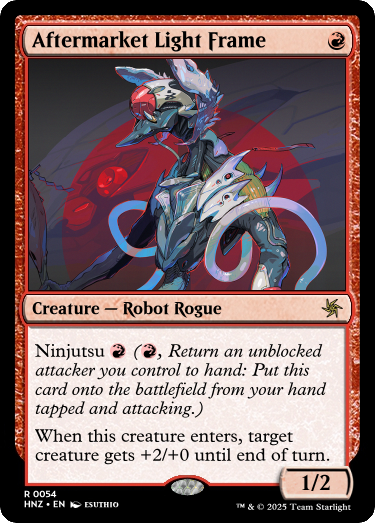 Aftermarket Light Frame
Creature — Robot Rogue
Ninjutsu (, Return an unblocked
attacker you control to hand: Put this
card onto the battlefield from your hand
tapped and attacking.)
When this creature enters, target
creature gets +2/+0 until end of turn.
1/2
R 0054
HNZ • EN ESUTHIO
™ & © 2025 Team Starlight